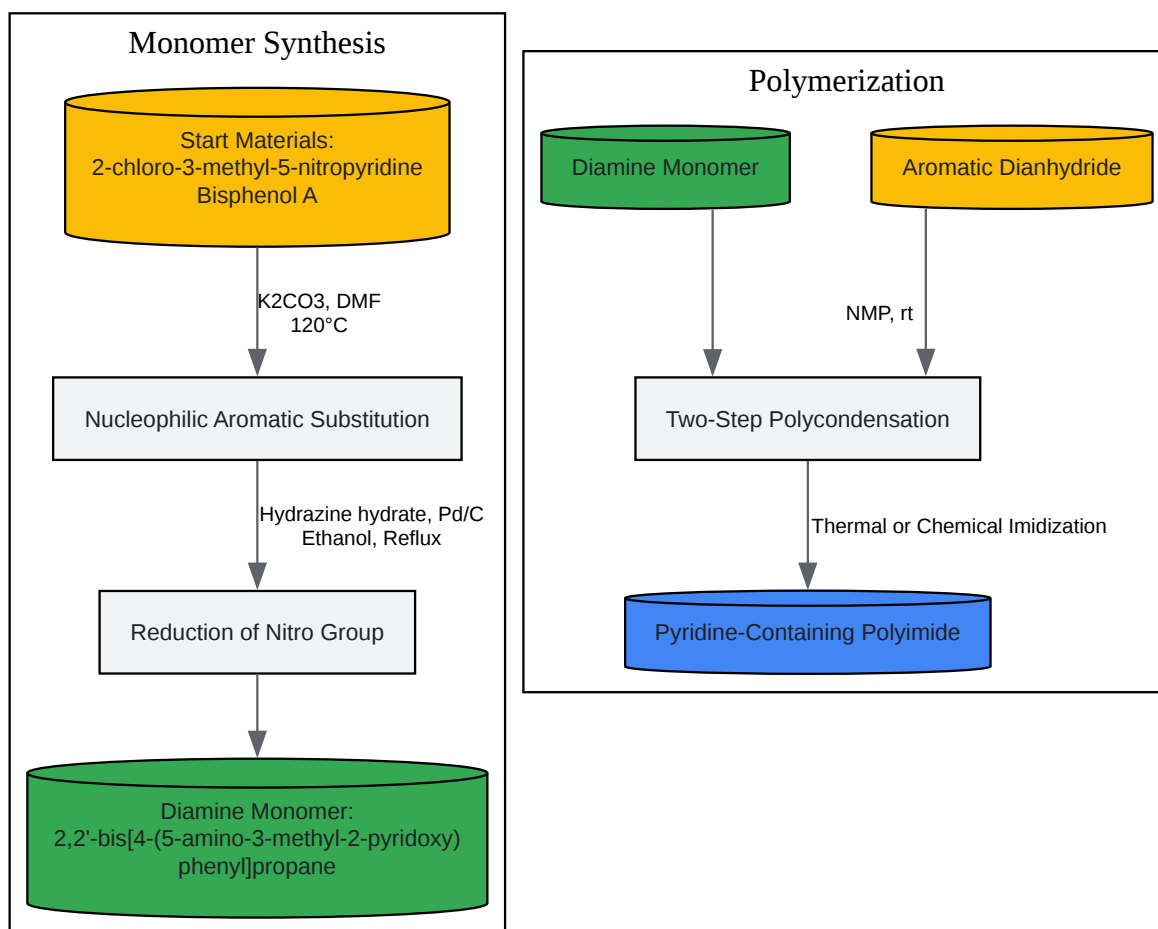 Monomer Synthesis
Start Materials:
2-chloro-3-methyl-5-nitropyridine
Bisphenol A
K2CO3, DMF
120°C
Nucleophilic Aromatic Substitution
Hydrazine hydrate, Pd/C
Ethanol, Reflux
Reduction of Nitro Group
Diamine Monomer:
2,2'-bis[4-(5-amino-3-methyl-2-pyridoxy)
phenyl]propane
Polymerization
Diamine Monomer
Aromatic Dianhydride
NMP, rt
Two-Step Polycondensation
Thermal or Chemical Imidization
Pyridine-Containing Polyimide